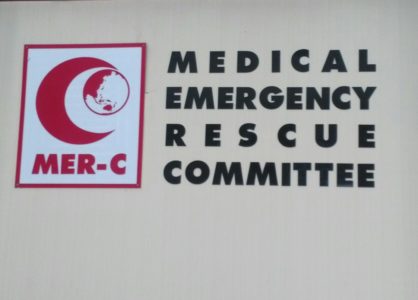 MER-C
MEDICAL
EMERGENCY
RESCUE
COMMITTEE